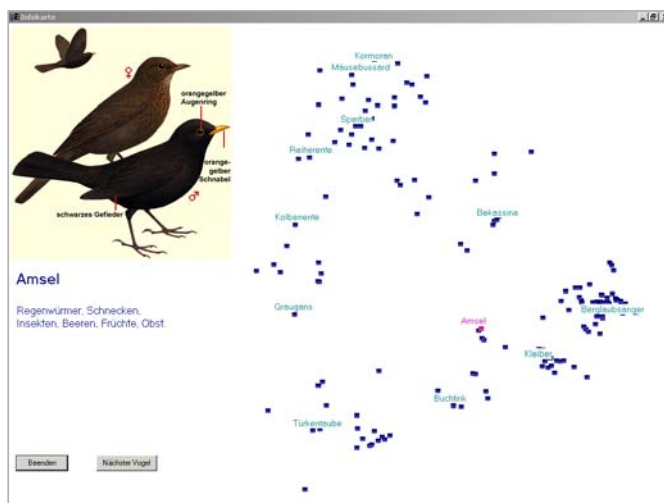 Infokarte
♀
orangegelber
Augenring
orange-
gelber
Schnabel
♂
schwarzes Gefieder
Amsel
Regenwürmer, Schnecken,
Insekten, Beeren, Früchte, Obst.
Beenden
Nächster Vogel
Kormoran
Mäusebussard
Sperber
Reiherente
Kolbenente
Bekassine
Graugans
Amsel
Berglaubsänger
Kleiber
Buchfink
Türkentaube